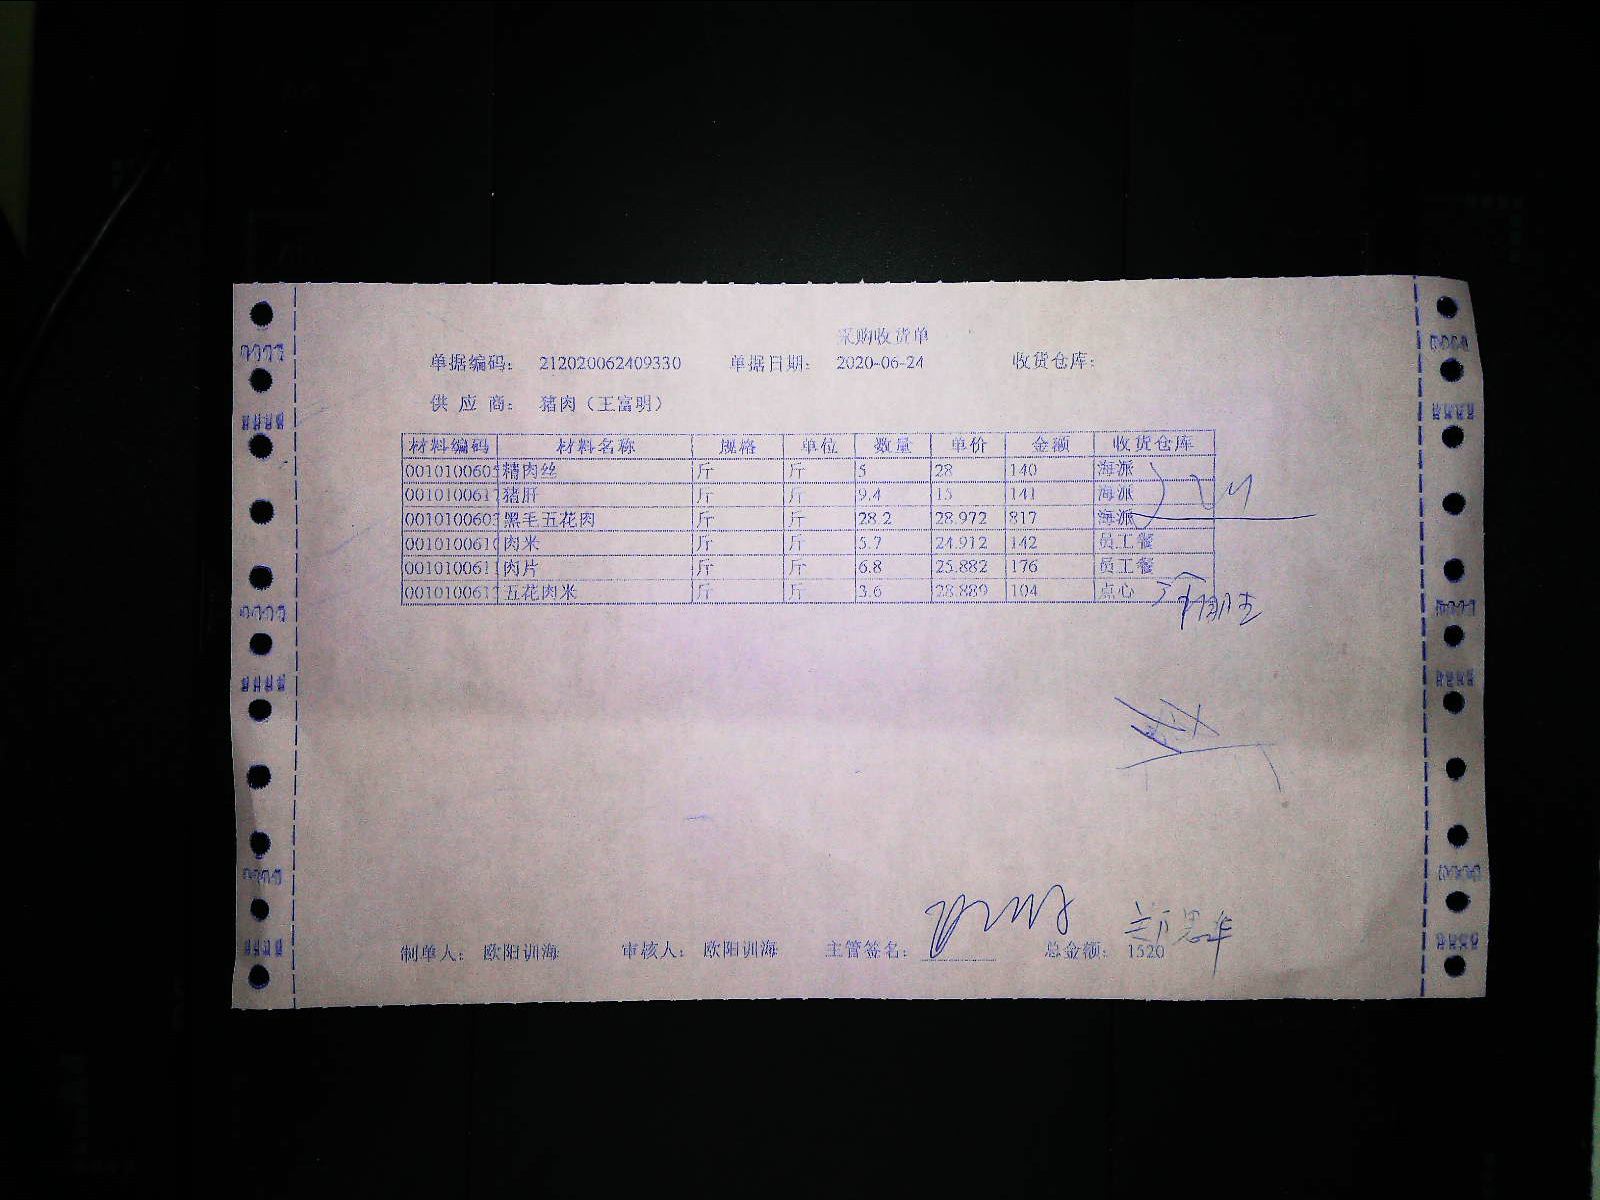 采购收货单
单据编码： 212020062409330 单据日期： 2020-06-24 收货仓库：
供 应 商： 猪肉（王富明）
材料编码 材料名称 规格 单位 数量 单价 金额 收货仓库
0010100605 精肉丝 斤 斤 5 28 140 海派
0010100617 猪肝 斤 斤 9.4 15 141 海派
001010060 黑毛五花肉 斤 斤 28.2 28.972 817 海派
001010061 肉米 斤 斤 5.7 24.912 142 员工餐
001010061 肉片 斤 斤 6.8 25.882 176 员工餐
001010061 五花肉米 斤 斤 3.6 28.889 104 点心
制单人： 欧阳训海 审核人： 欧阳训海 主管签名： 总金额： 1520